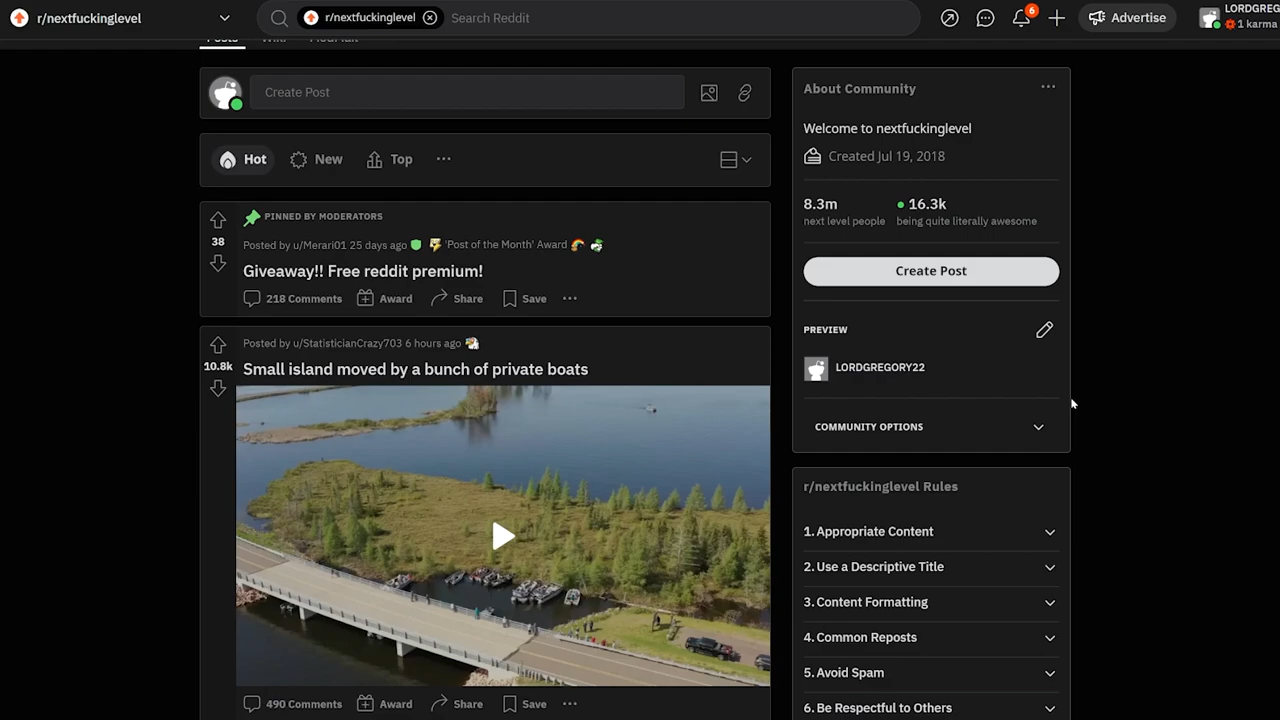 r/nextfuckinglevel
r/nextfuckinglevel
Search Reddit
6
Advertise
LORDGREG
1 karma
Posts
Create Post
Hot
New
Top
PINNED BY MODERATORS
38
Posted by u/Merari01 25 days ago
'Post of the Month' Award
Giveaway!! Free reddit premium!
218 Comments
Award
Share
Save
Posted by u/StatisticianCrazy703 6 hours ago
10.8k
Small island moved by a bunch of private boats
490 Comments
Award
Share
Save
About Community
Welcome to nextfuckinglevel
Created Jul 19, 2018
8.3m
16.3k
next level people
being quite literally awesome
Create Post
PREVIEW
LORDGREGORY22
COMMUNITY OPTIONS
r/nextfuckinglevel Rules
1. Appropriate Content
2. Use a Descriptive Title
3. Content Formatting
4. Common Reposts
5. Avoid Spam
6. Be Respectful to Others